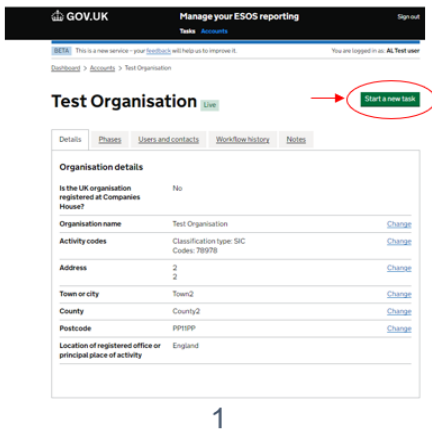 GOV.UK
Manage your ESOS reporting
Sign out
Tasks Accounts
BETA This is a new service - your feedback will help us to improve it.
You are logged in as: AL Test user
Dashboard > Accounts > Test Organisation
Test Organisation Live
Start a new task
Details Phases Users and contacts Workflow history Notes
Organisation details
Is the UK organisation registered at Companies House? No
Organisation name Test Organisation Change
Activity codes Classification type: SIC Change
Codes: 78978
Address 2 Change
2
Town or city Town2 Change
County County2 Change
Postcode PP11PP Change
Location of registered office or principal place of activity England
1